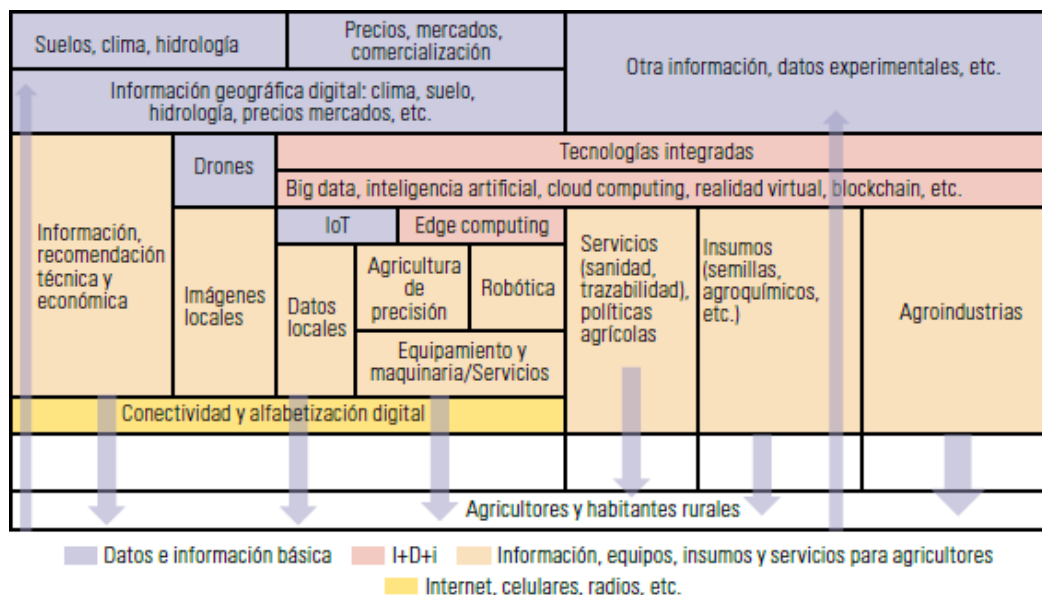 Suelos, clima, hidrología
Precios, mercados,
comercialización
Otra información, datos experimentales, etc.
Información geográfica digital: clima, suelo,
hidrología, precios mercados, etc.
Drones
Tecnologías integradas
Big data, inteligencia artificial, cloud computing, realidad virtual, blockchain, etc.
Información,
recomendación
técnica y
económica
Imágenes
locales
IoT
Edge computing
Datos
locales
Agricultura
de
precisión
Robótica
Equipamiento y
maquinaria/Servicios
Servicios
(sanidad,
trazabilidad),
políticas
agrícolas
Insumos
(semillas,
agroquímicos,
etc.)
Agroindustrias
Conectividad y alfabetización digital
Agricultores y habitantes rurales
Datos e información básica
I+D+i
Información, equipos, insumos y servicios para agricultores
Internet, celulares, radios, etc.